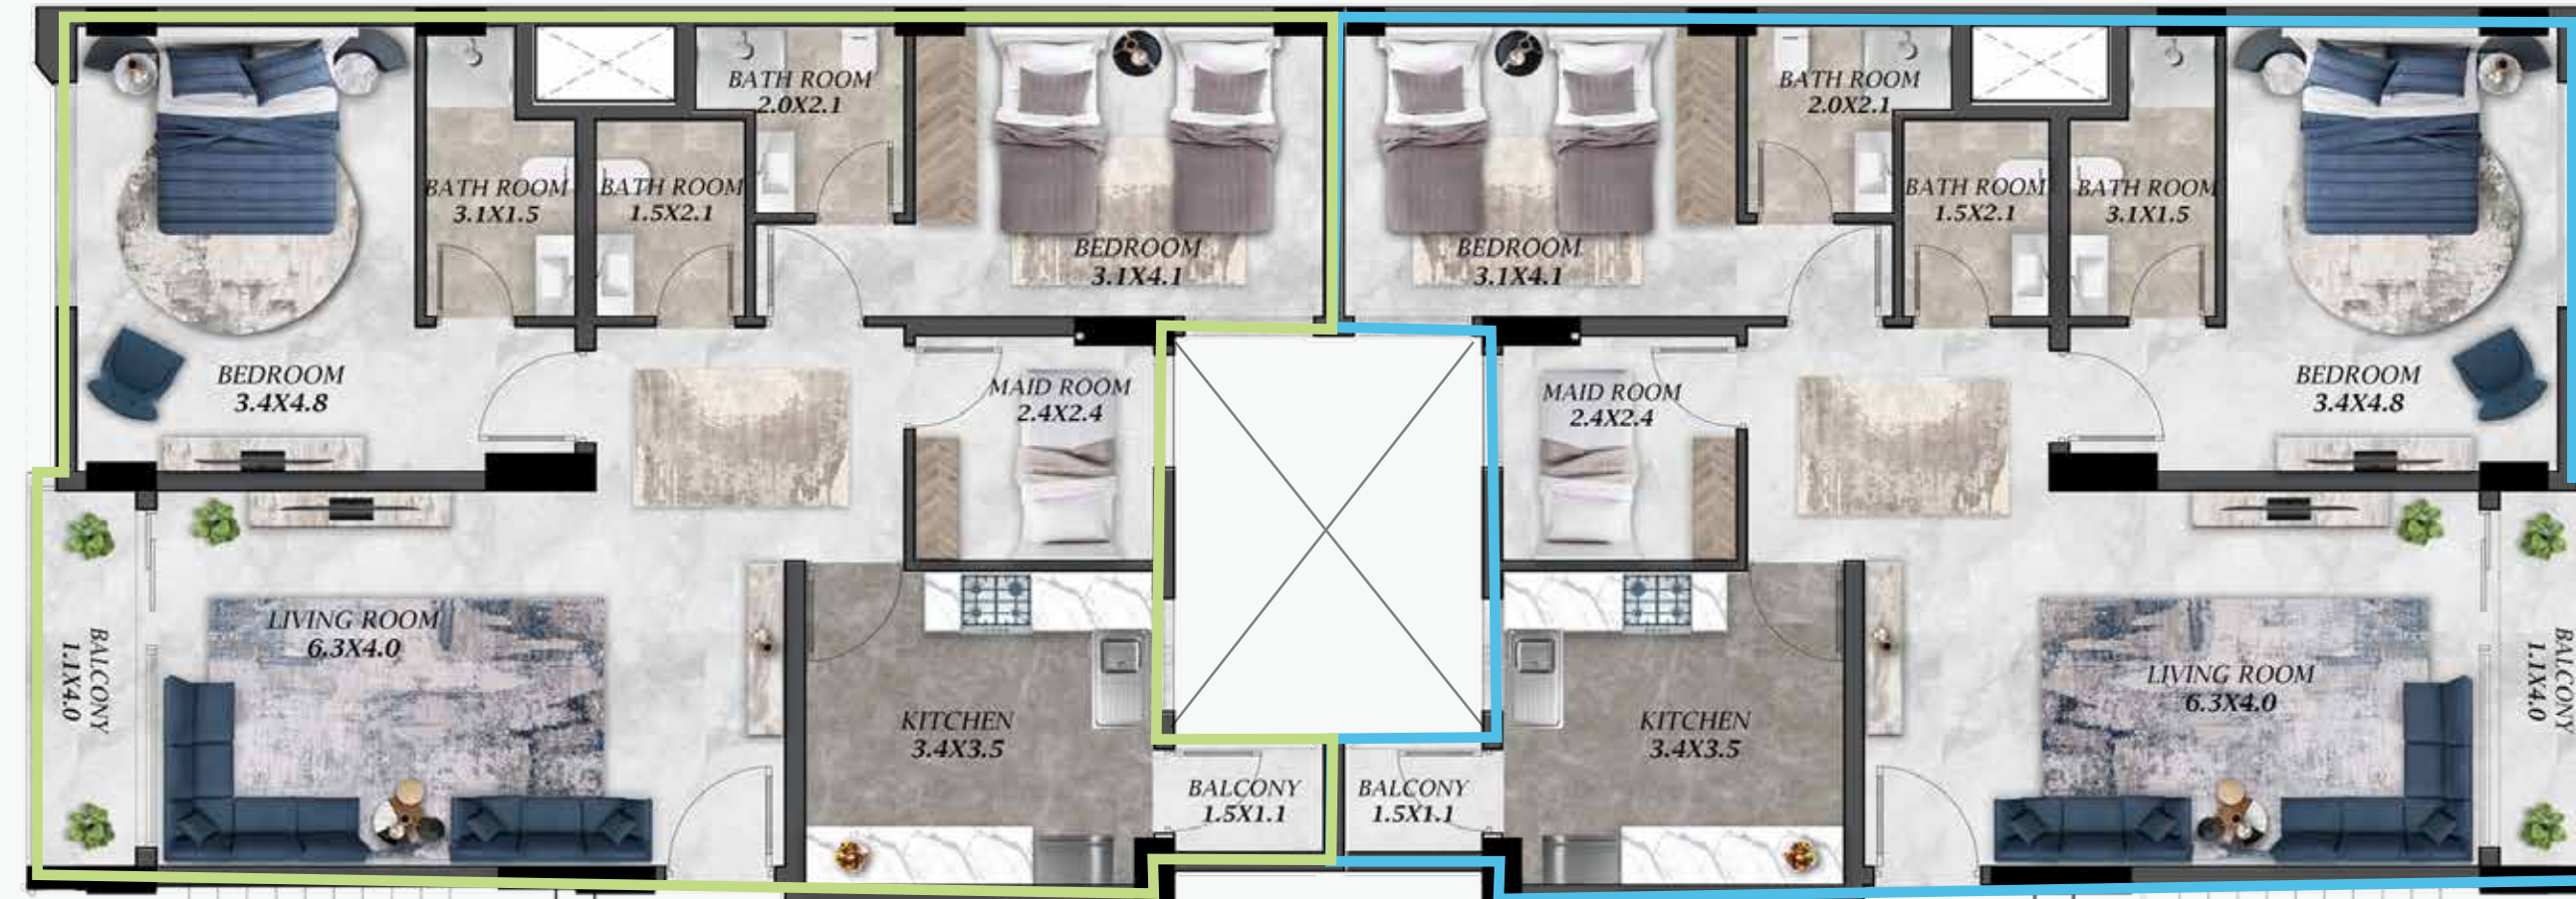 BATH ROOM
2.0X2.1
BATH ROOM
2.0X2.1
BATH ROOM
3.1X1.5
BATH ROOM
1.5X2.1
BATH ROOM
1.5X2.1
BATH ROOM
3.1X1.5
BEDROOM
3.1X4.1
BEDROOM
3.1X4.1
BEDROOM
3.4X4.8
MAID ROOM
2.4X2.4
MAID ROOM
2.4X2.4
BEDROOM
3.4X4.8
BALCONY
1.1X4.0
LIVING ROOM
6.3X4.0
KITCHEN
3.4X3.5
KITCHEN
3.4X3.5
LIVING ROOM
6.3X4.0
BALCONY
1.1X4.0
BALCONY
1.5X1.1
BALCONY
1.5X1.1